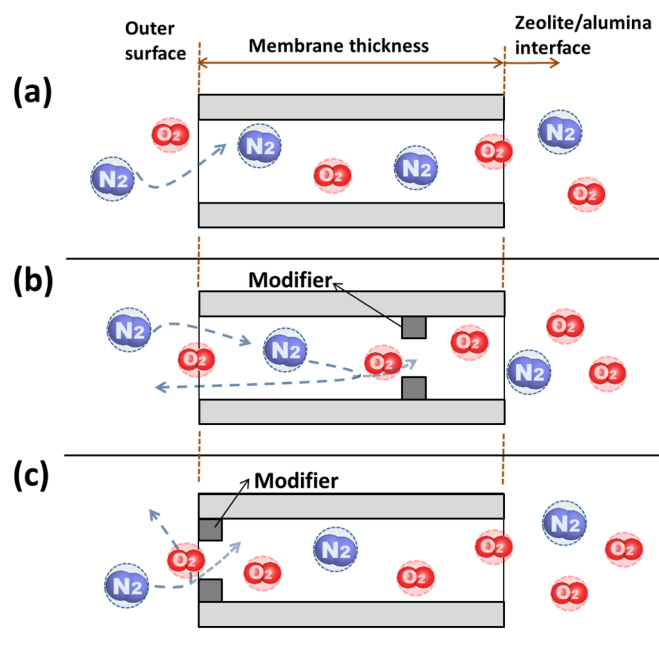 Outer
surface
Membrane thickness
Zeolite/alumina
interface
(a)
O2
N2
N2
O2
N2
O2
N2
O2
(b)
Modifier
N2
O2
N2
O2
O2
O2
N2
O2
(c)
Modifier
N2
O2
O2
N2
O2
O2
N2
O2
O2